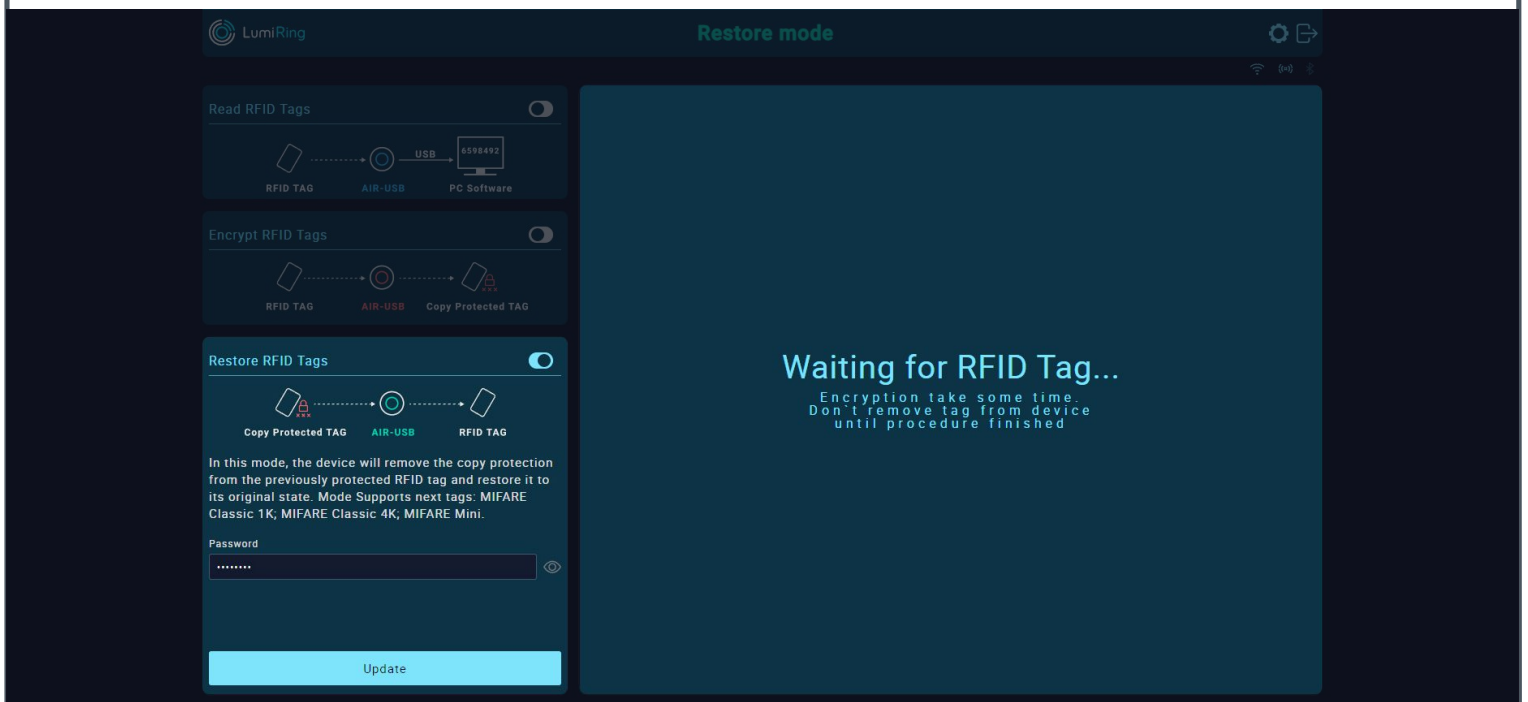 LumiRing
Restore mode
Read RFID Tags
USB
6598492
RFID TAG
AIR-USB
PC Software
Encrypt RFID Tags
RFID TAG
AIR-USB
Copy Protected TAG
Restore RFID Tags
Copy Protected TAG
AIR-USB
RFID TAG
In this mode, the device will remove the copy protection
from the previously protected RFID tag and restore it to
its original state. Mode Supports next tags: MIFARE
Classic 1K; MIFARE Classic 4K; MIFARE Mini.
Password
••••••••
Update
Waiting for RFID Tag...
Encryption take some time.
Don`t remove tag from device
until procedure finished